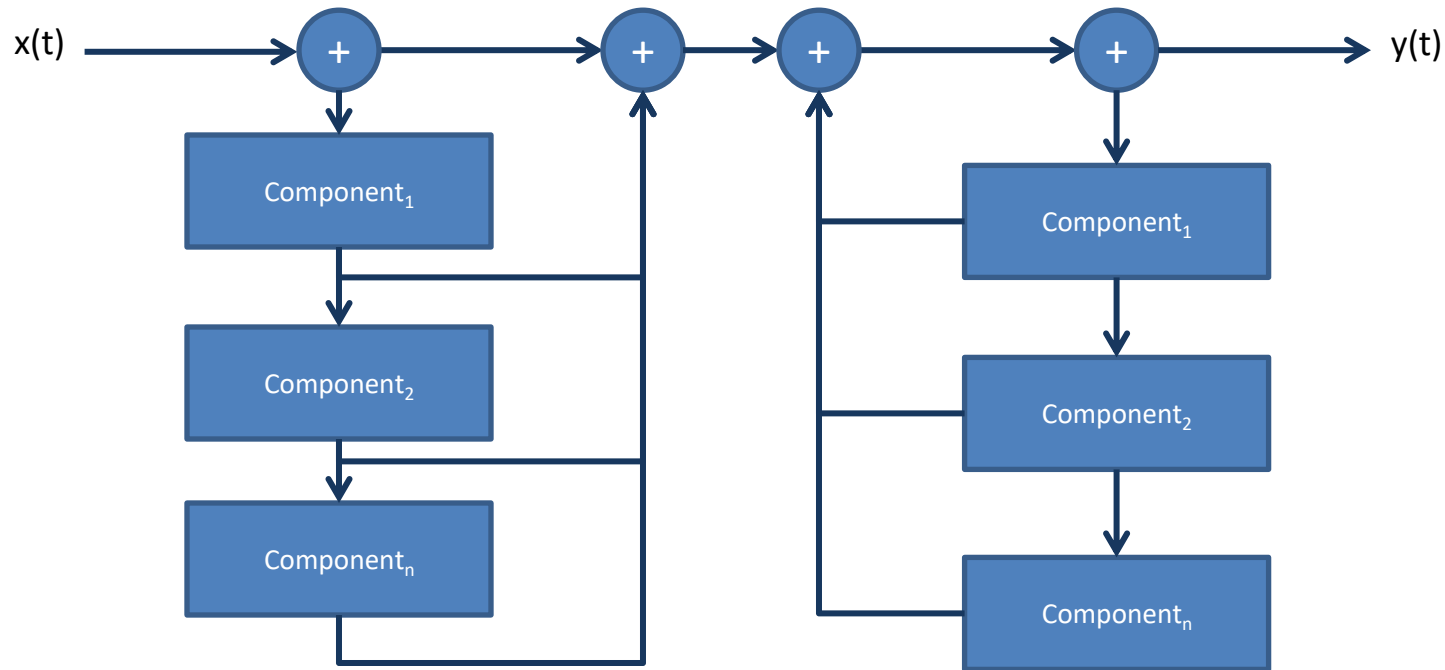 x(t) + + + + y(t)
Component₁
Component₁
Component₂
Component₂
Componentₙ
Componentₙ